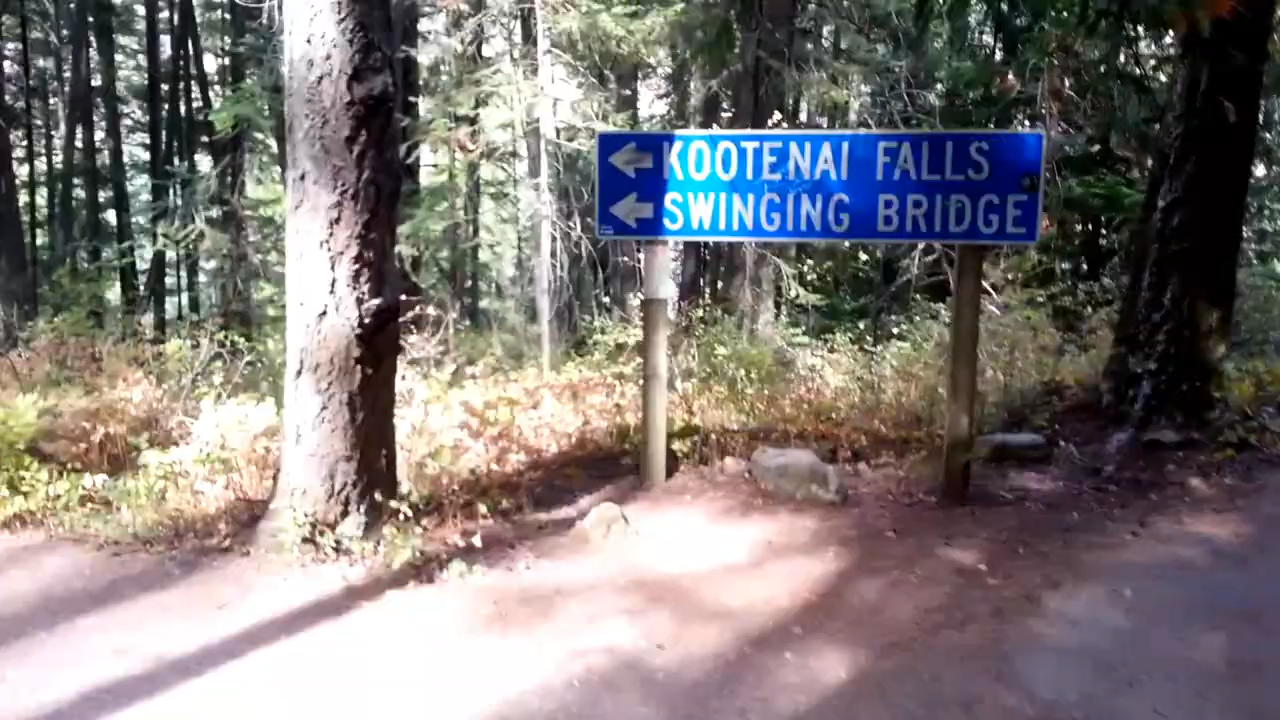 ← KOOTENAI FALLS
← SWINGING BRIDGE